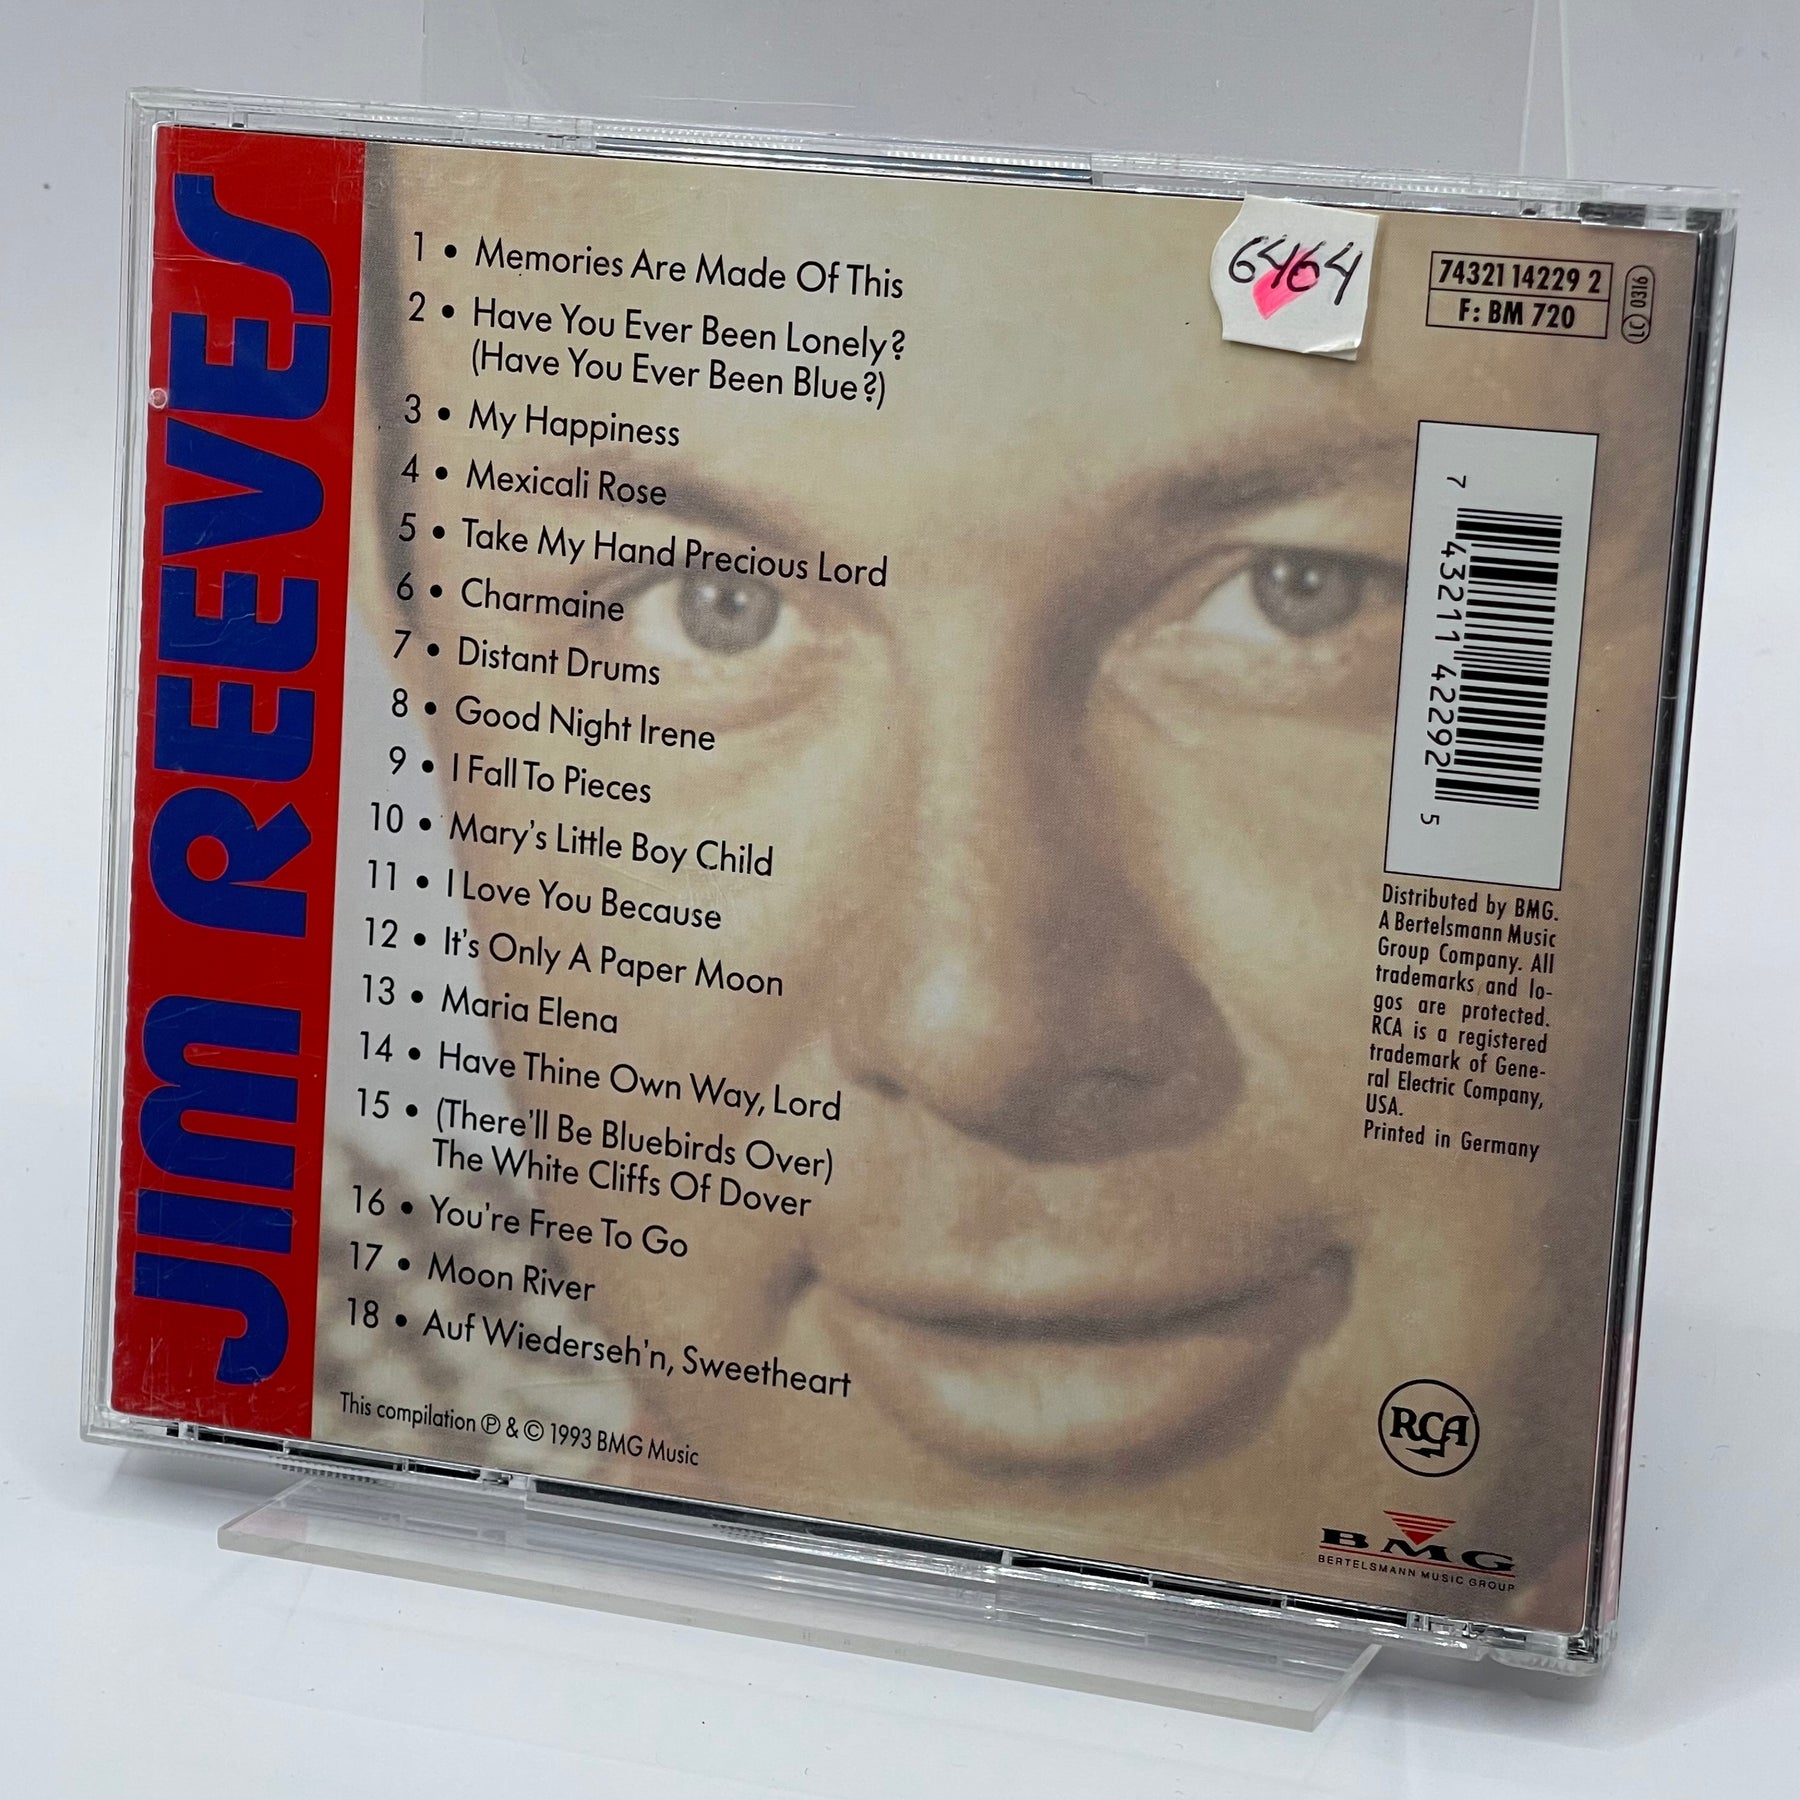 JIM REEVES
1 • Memories Are Made Of This
2 • Have You Ever Been Lonely?
(Have You Ever Been Blue?)
3 • My Happiness
4 • Mexicali Rose
5 • Take My Hand Precious Lord
6 • Charmaine
7 • Distant Drums
8 • Good Night Irene
9 • I Fall To Pieces
10 • Mary's Little Boy Child
11 • I Love You Because
12 • It's Only A Paper Moon
13 • Maria Elena
14 • Have Thine Own Way, Lord
15 • (There'll Be Bluebirds Over)
The White Cliffs Of Dover
16 • You're Free To Go
17 • Moon River
18 • Auf Wiederseh'n, Sweetheart
This compilation ℗ & © 1993 BMG Music
6464
74321 14229 2
F: BM 720
LC 0316
7 43211 42292 5
Distributed by BMG.
A Bertelsmann Music
Group Company. All
trademarks and lo-
gos are protected.
RCA is a registered
trademark of Gene-
ral Electric Company,
USA.
Printed in Germany
RCA
BMG
BERTELSMANN MUSIC GROUP